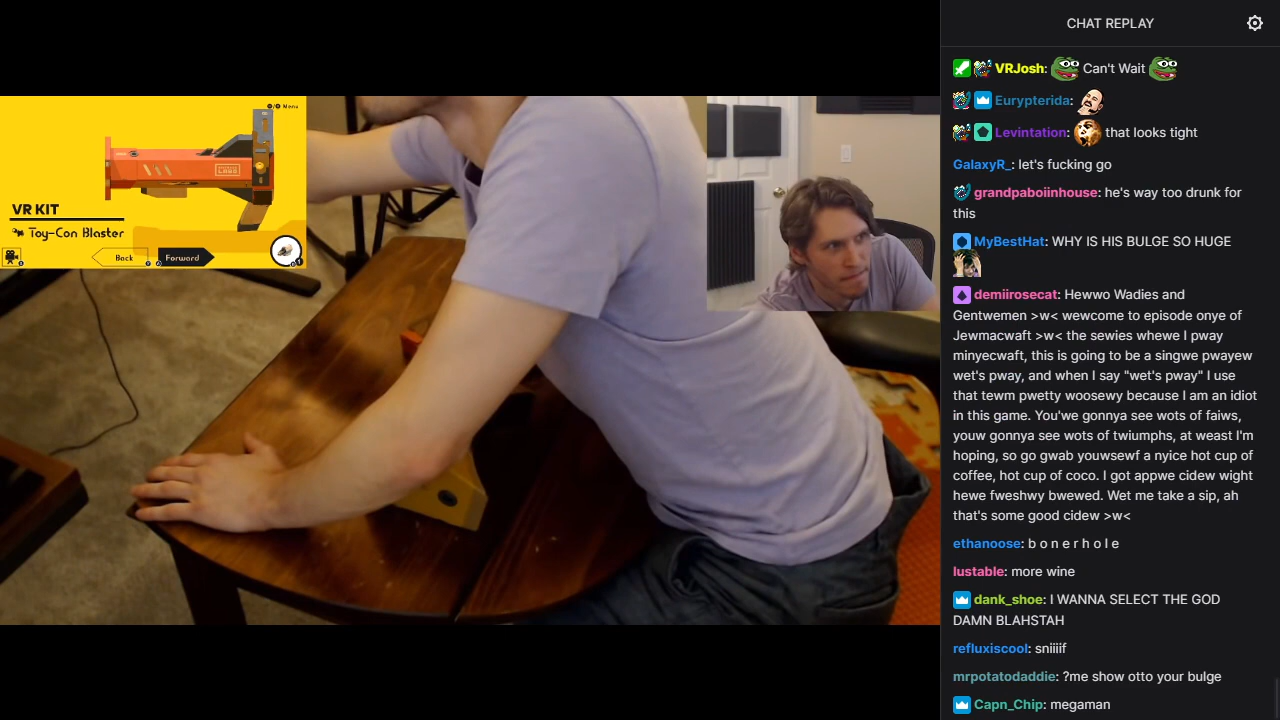 Menu
VR KIT
Toy-Con Blaster
Back
Forward
CHAT REPLAY
VRJosh: Can't Wait
Eurypterida:
Levintation: that looks tight
GalaxyR_: let's fucking go
grandpaboiinhouse: he's way too drunk for
this
MyBestHat: WHY IS HIS BULGE SO HUGE
demiirosecat: Hewwo Wadies and
Gentwemen >w< wewcome to episode onye of
Jewmacwaft >w< the sewies whewe I pway
minyecwaft, this is going to be a singwe pwayew
wet's pway, and when I say "wet's pway" I use
that tewm pwetty woosewy because I am an idiot
in this game. You'we gonnya see wots of faiws,
youw gonnya see wots of twiumphs, at weast I'm
hoping, so go gwab youwsewf a nyice hot cup of
coffee, hot cup of coco. I got appwe cidew wight
hewe fweshwy bwewed. Wet me take a sip, ah
that's some good cidew >w<
ethanoose: b o n e r h o l e
lustable: more wine
dank_shoe: I WANNA SELECT THE GOD
DAMN BLAHSTAH
refluxiscool: sniiiif
mrpotatodaddie: ?me show otto your bulge
Capn_Chip: megaman